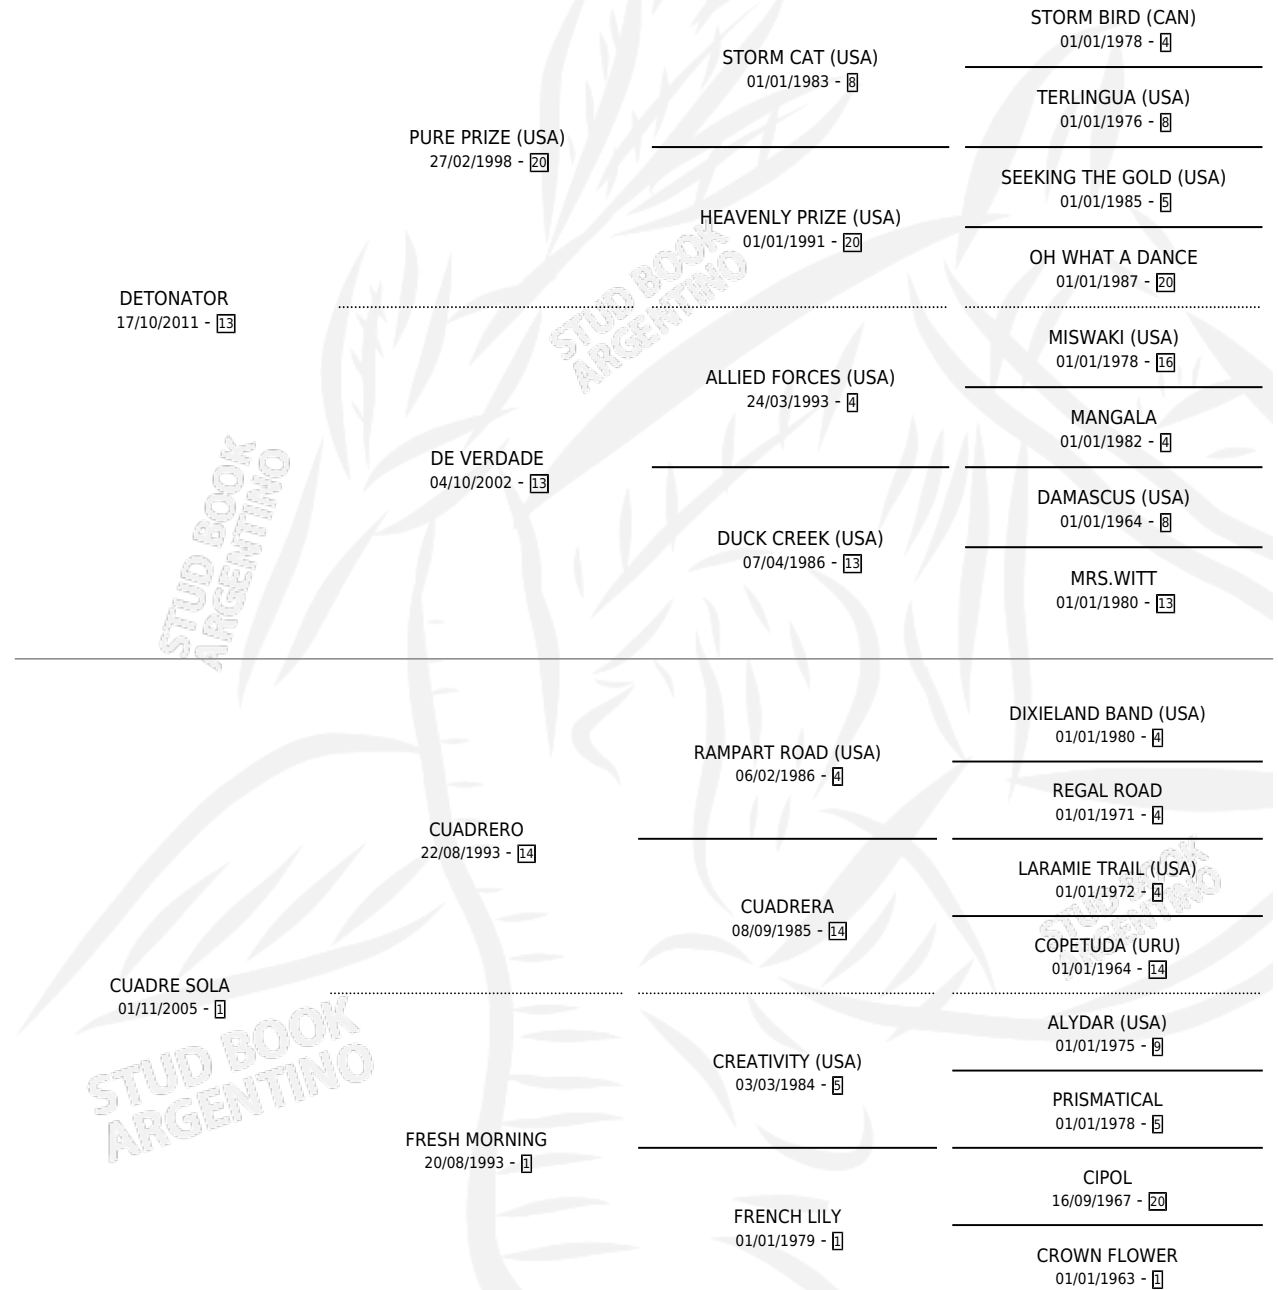 STORM BIRD (CAN)
01/01/1978 - 4
STORM CAT (USA)
01/01/1983 - 8
TERLINGUA (USA)
01/01/1976 - 8
PURE PRIZE (USA)
27/02/1998 - 20
SEEKING THE GOLD (USA)
01/01/1985 - 5
HEAVENLY PRIZE (USA)
01/01/1991 - 20
OH WHAT A DANCE
01/01/1987 - 20
DETONATOR
17/10/2011 - 13
MISWAKI (USA)
01/01/1978 - 16
ALLIED FORCES (USA)
24/03/1993 - 4
MANGALA
01/01/1982 - 4
DE VERDADE
04/10/2002 - 13
DAMASCUS (USA)
01/01/1964 - 8
DUCK CREEK (USA)
07/04/1986 - 13
MRS.WITT
01/01/1980 - 13
STUD BOOK
ARGENTINO
STUD BOOK
ARGENTINO
DIXIELAND BAND (USA)
01/01/1980 - 4
RAMPART ROAD (USA)
06/02/1986 - 4
REGAL ROAD
01/01/1971 - 4
CUADRERO
22/08/1993 - 14
LARAMIE TRAIL (USA)
01/01/1972 - 4
CUADRERA
08/09/1985 - 14
COPETUDA (URU)
01/01/1964 - 14
CUADRE SOLA
01/11/2005 - 1
ALYDAR (USA)
01/01/1975 - 9
CREATIVITY (USA)
03/03/1984 - 5
PRISMATICAL
01/01/1978 - 5
FRESH MORNING
20/08/1993 - 1
CIPOL
16/09/1967 - 20
FRENCH LILY
01/01/1979 - 1
CROWN FLOWER
01/01/1963 - 1
STUD BOOK
ARGENTINO
STUD BOOK
ARGENTINO